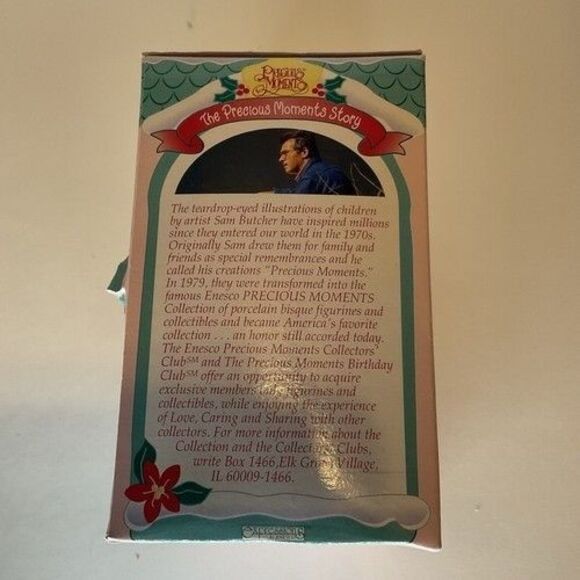 PRECIOUS
MOMENTS
The Precious Moments Story
The teardrop-eyed illustrations of children
by artist Sam Butcher have inspired millions
since they entered our world in the 1970s.
Originally Sam drew them for family and
friends as special remembrances and he
called his creations "Precious Moments."
In 1979, they were transformed into the
famous Enesco PRECIOUS MOMENTS
Collection of porcelain bisque figurines and
collectibles and became America's favorite
collection . . . an honor still accorded today.
The Enesco Precious Moments Collectors'
Club℠ and The Precious Moments Birthday
Club℠ offer an opportunity to acquire
exclusive members only figurines and
collectibles, while enjoying the experience
of Love, Caring and Sharing with other
collectors. For more information about the
Collection and the Collectors' Clubs,
write Box 1466, Elk Grove Village,
IL 60009-1466.
EXPRESSIONS